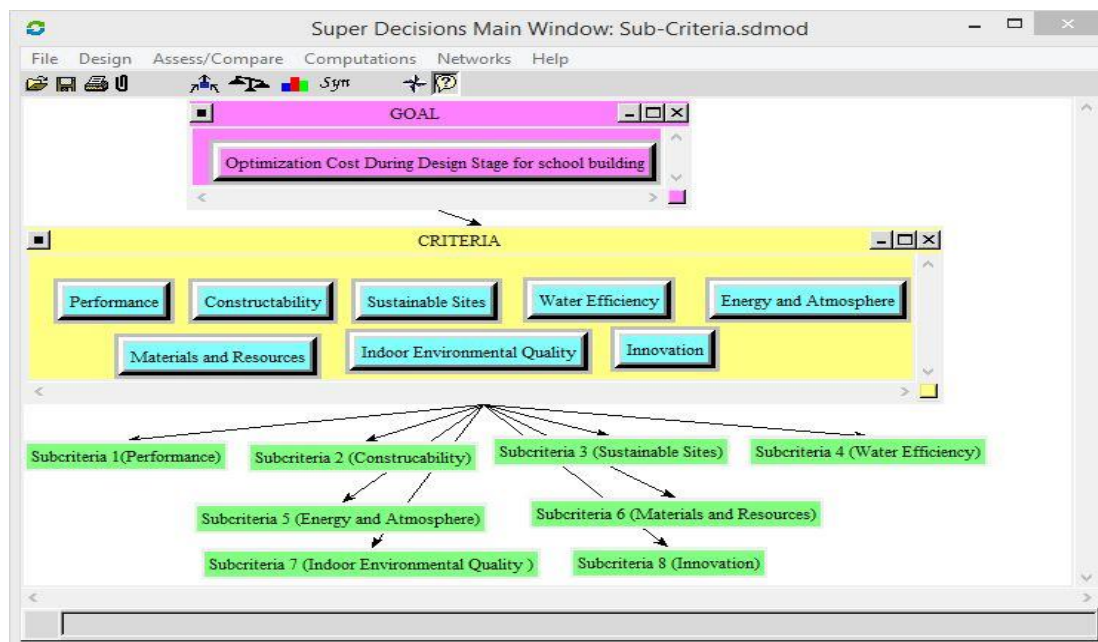 Super Decisions Main Window: Sub-Criteria.sdmod
File Design Assess/Compare Computations Networks Help
Syn
GOAL
Optimization Cost During Design Stage for school building
CRITERIA
Performance Constructability Sustainable Sites Water Efficiency Energy and Atmosphere
Materials and Resources Indoor Environmental Quality Innovation
Subcriteria 1(Performance) Subcriteria 2 (Construcability) Subcriteria 3 (Sustainable Sites) Subcriteria 4 (Water Efficiency)
Subcriteria 5 (Energy and Atmosphere) Subcriteria 6 (Materials and Resources)
Subcriteria 7 (Indoor Environmental Quality ) Subcriteria 8 (Innovation)